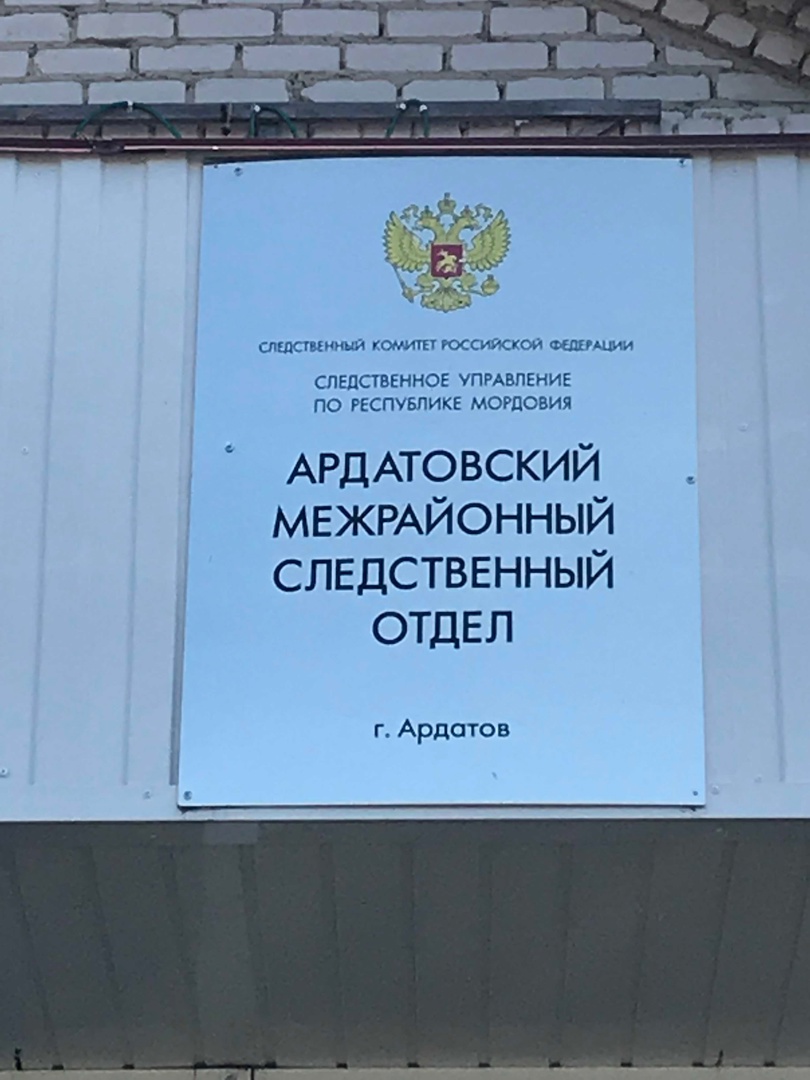 СЛЕДСТВЕННЫЙ КОМИТЕТ РОССИЙСКОЙ ФЕДЕРАЦИИ
СЛЕДСТВЕННОЕ УПРАВЛЕНИЕ
ПО РЕСПУБЛИКЕ МОРДОВИЯ
АРДАТОВСКИЙ
МЕЖРАЙОННЫЙ
СЛЕДСТВЕННЫЙ
ОТДЕЛ
г. Ардатов